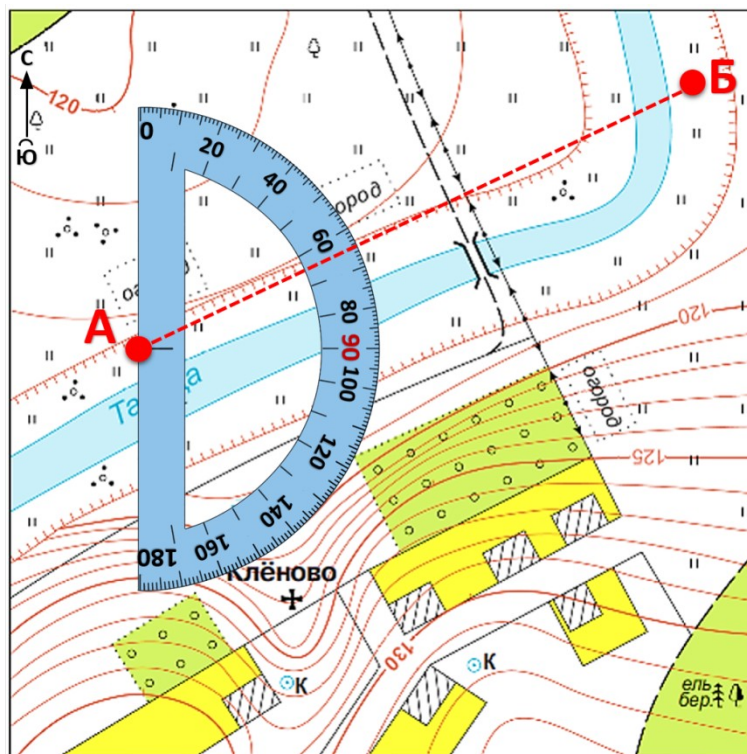 С
Ю
120
Б
0
20
40
60
80
90
100
120
140
160
180
огород
А
120
огород
125
Клёново
130
К
К
ель
бер.